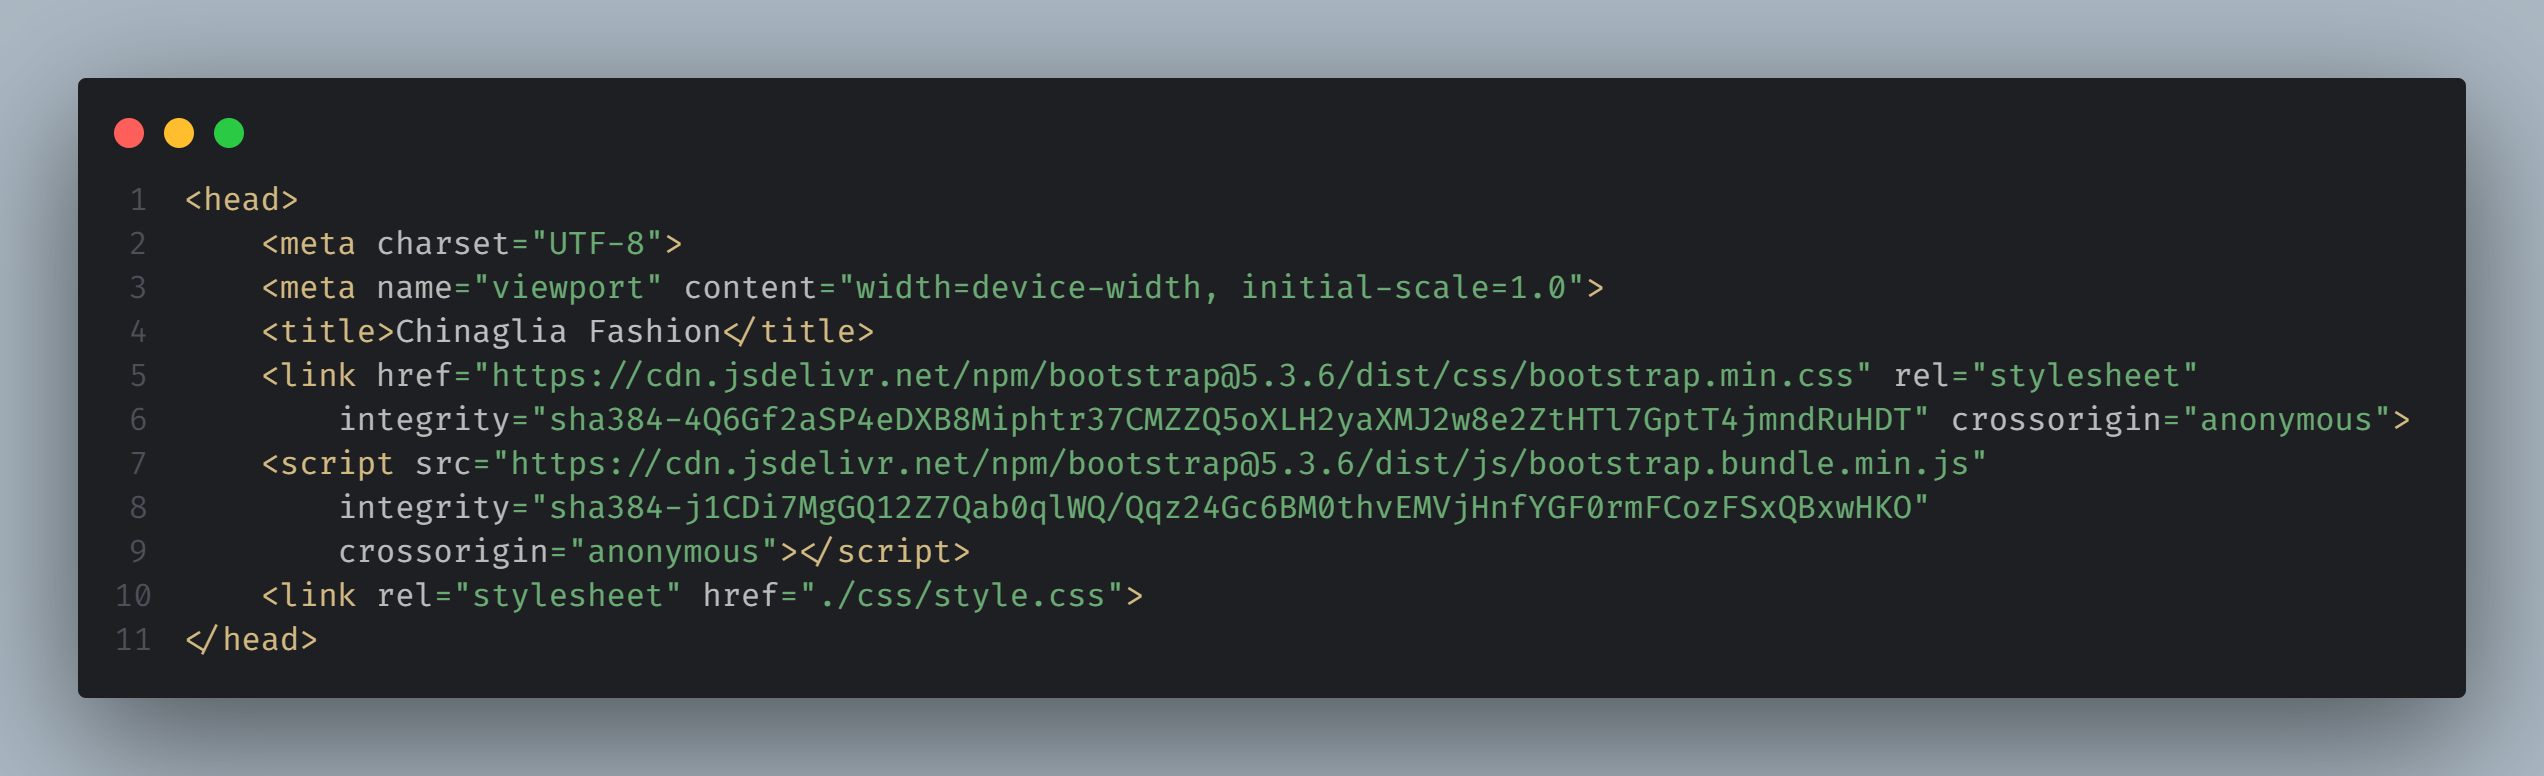 1 <head>
2     <meta charset="UTF-8">
3     <meta name="viewport" content="width=device-width, initial-scale=1.0">
4     <title>Chinaglia Fashion</title>
5     <link href="https://cdn.jsdelivr.net/npm/bootstrap@5.3.6/dist/css/bootstrap.min.css" rel="stylesheet"
6         integrity="sha384-4Q6Gf2aSP4eDXB8Miphtr37CMZZQ5oXLH2yaXMJ2w8e2ZtHTl7GptT4jmndRuHDT" crossorigin="anonymous">
7     <script src="https://cdn.jsdelivr.net/npm/bootstrap@5.3.6/dist/js/bootstrap.bundle.min.js"
8         integrity="sha384-j1CDi7MgGQ12Z7Qab0qlWQ/Qqz24Gc6BM0thvEMVjHnfYGF0rmFCozFSxQBxwHKO"
9         crossorigin="anonymous"></script>
10     <link rel="stylesheet" href="./css/style.css">
11 </head>